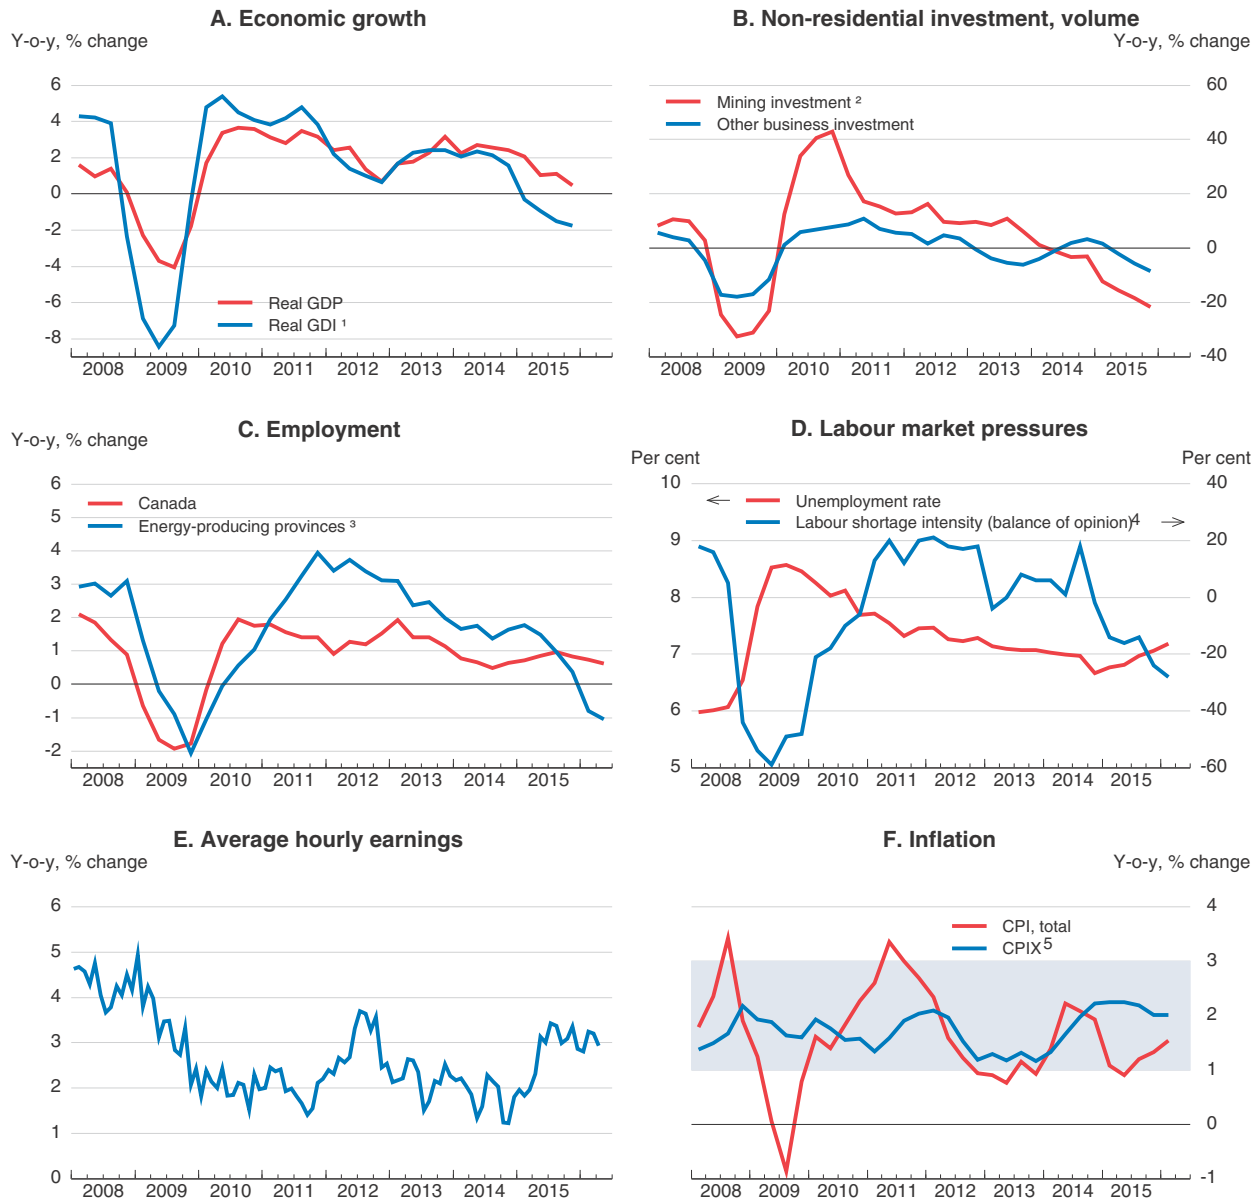 A. Economic growth
Y-o-y, % change
6
4
2
0
-2
-4
-6
-8
Real GDP
Real GDI ¹
2008 2009 2010 2011 2012 2013 2014 2015
B. Non-residential investment, volume
Y-o-y, % change
60
40
20
0
-20
-40
Mining investment ²
Other business investment
2008 2009 2010 2011 2012 2013 2014 2015
C. Employment
Y-o-y, % change
6
5
4
3
2
1
0
-1
-2
Canada
Energy-producing provinces ³
2008 2009 2010 2011 2012 2013 2014 2015
D. Labour market pressures
Per cent
Per cent
10
9
8
7
6
5
40
20
0
-20
-40
-60
Unemployment rate
Labour shortage intensity (balance of opinion)4
2008 2009 2010 2011 2012 2013 2014 2015
E. Average hourly earnings
Y-o-y, % change
6
5
4
3
2
1
0
2008 2009 2010 2011 2012 2013 2014 2015
F. Inflation
Y-o-y, % change
4
3
2
1
0
-1
CPI, total
CPIX5
2008 2009 2010 2011 2012 2013 2014 2015